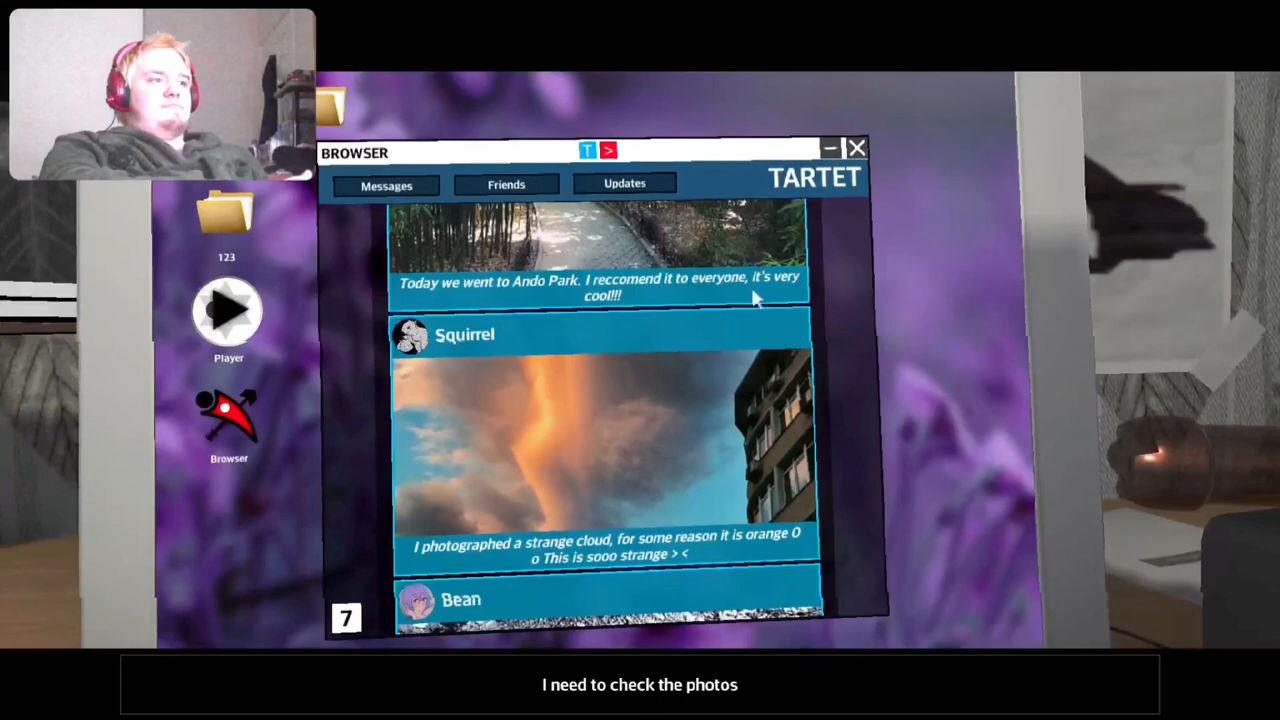 BROWSER
T >
Messages
Friends
Updates
TARTET
123
Today we went to Ando Park. I reccomend it to everyone, it's very
cool!!!
Squirrel
Player
Browser
I photographed a strange cloud, for some reason it is orange O
o This is sooo strange > <
Bean
7
I need to check the photos